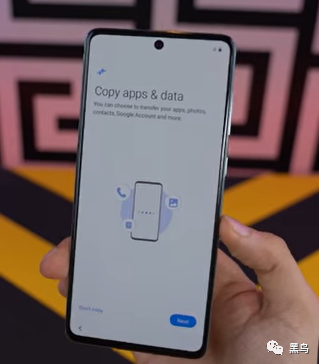 Copy apps & data
You can choose to transfer your apps, photos,
contacts, Google Account and more.
Don't copy
Next
黑鸟